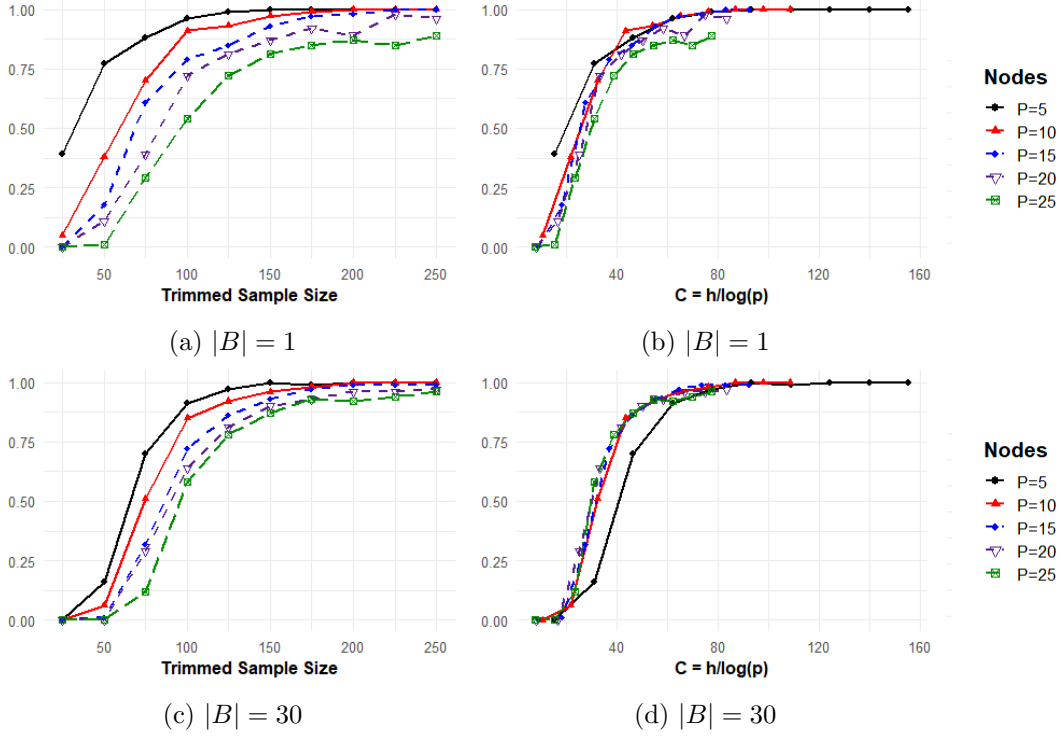 1.00
0.75
0.50
0.25
0.00
50 100 150 200 250
Trimmed Sample Size
(a) |B| = 1
1.00
0.75
0.50
0.25
0.00
40 80 120 160
C = h/log(p)
(b) |B| = 1
Nodes
P=5
P=10
P=15
P=20
P=25
1.00
0.75
0.50
0.25
0.00
50 100 150 200 250
Trimmed Sample Size
(c) |B| = 30
1.00
0.75
0.50
0.25
0.00
40 80 120 160
C = h/log(p)
(d) |B| = 30
Nodes
P=5
P=10
P=15
P=20
P=25